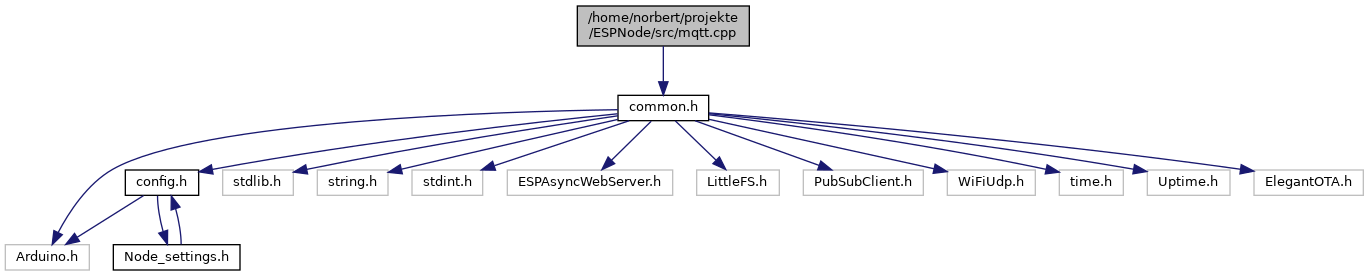 /home/norbert/projekte
/ESPNode/src/mqtt.cpp
common.h
config.h
stdlib.h
string.h
stdint.h
ESPAsyncWebServer.h
LittleFS.h
PubSubClient.h
WiFiUdp.h
time.h
Uptime.h
ElegantOTA.h
Arduino.h
Node_settings.h